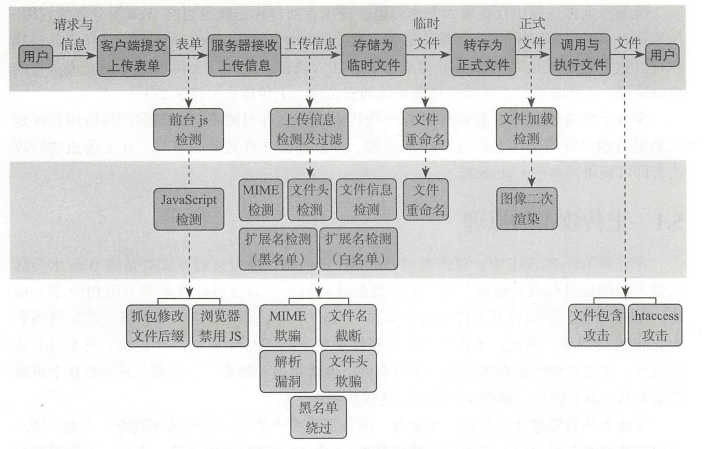 请求与
信息
表单
上传信息
临时
文件
正式
文件
文件
用户
客户端提交
上传表单
服务器接收
上传信息
存储为
临时文件
转存为
正式文件
调用与
执行文件
用户
前台 js
检测
上传信息
检测及过滤
文件
重命名
文件加载
检测
JavaScript
检测
MIME
检测
文件头
检测
文件信息
检测
文件
重命名
图像二次
渲染
扩展名检测
（黑名单）
扩展名检测
（白名单）
抓包修改
文件后缀
浏览器
禁用 JS
MIME
欺骗
文件名
截断
文件包含
攻击
.htaccess
攻击
解析
漏洞
文件头
欺骗
黑名单
绕过